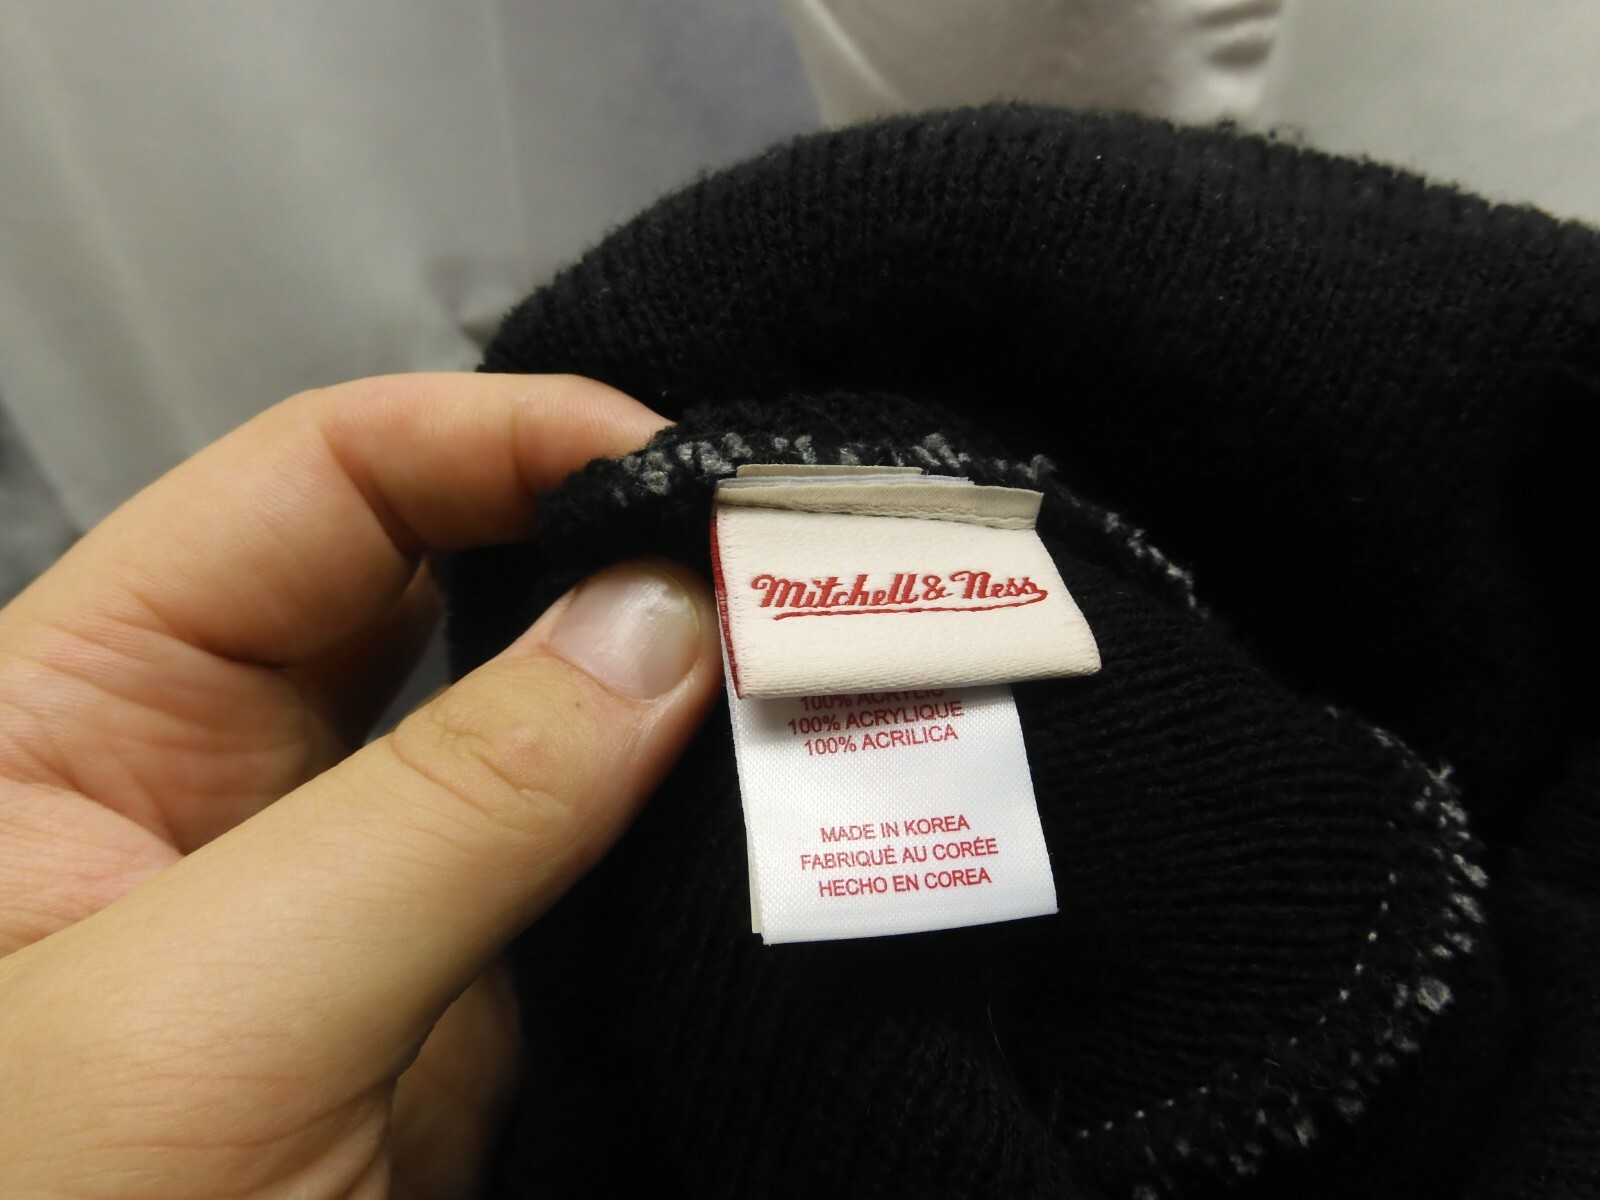 Mitchell & Ness
100% ACRYLIC
100% ACRYLIQUE
100% ACRILICA
MADE IN KOREA
FABRIQUÉ AU CORÉE
HECHO EN COREA